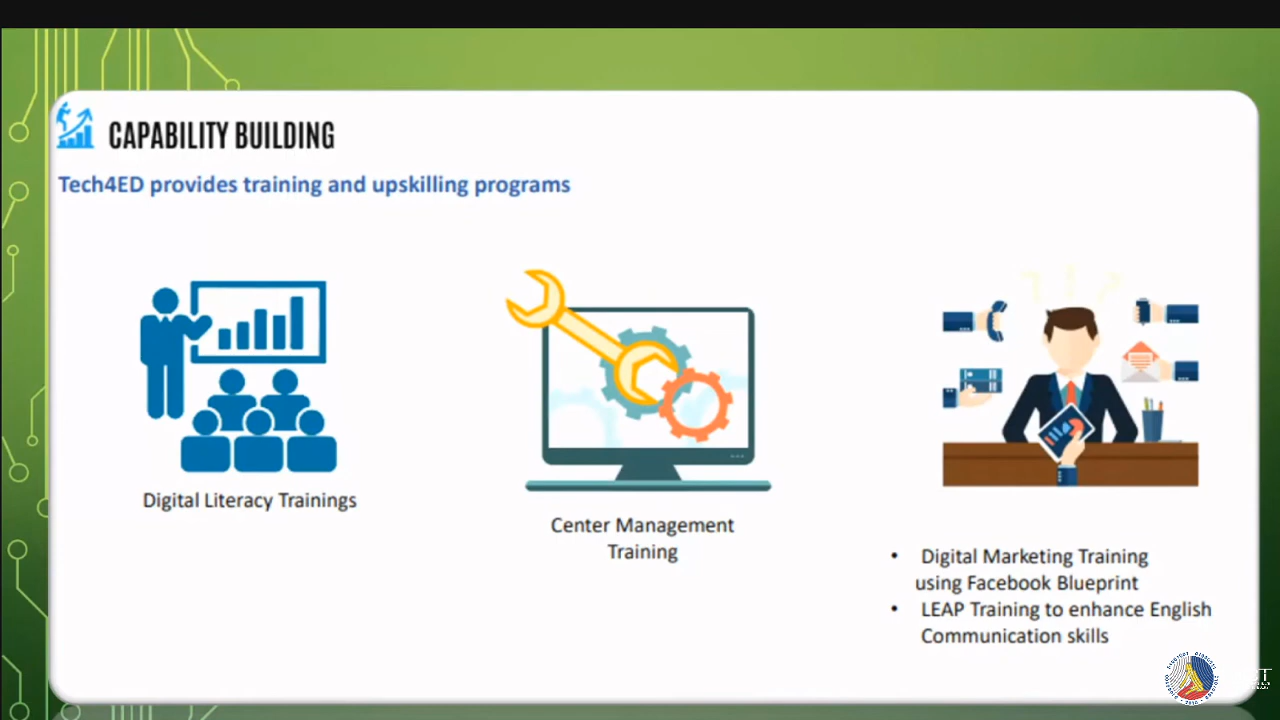 CAPABILITY BUILDING
Tech4ED provides training and upskilling programs
Digital Literacy Trainings
Center Management
Training
• Digital Marketing Training
using Facebook Blueprint
• LEAP Training to enhance English
Communication skills